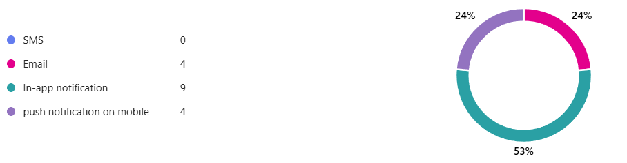 24% 24%
SMS 0
Email 4
In-app notification 9
push notification on mobile 4
53%